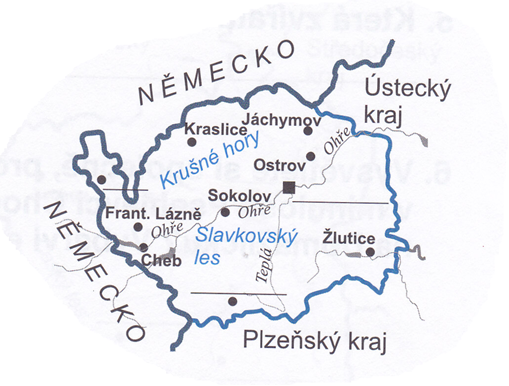 NĚMECKO
Ústecký
kraj
Jáchymov
Kraslice
Krušné hory
Ohře
Ostrov
Sokolov
Ohře
Frant. Lázně
Ohře
Slavkovský
les
Teplá
Žlutice
Cheb
NĚMECKO
Plzeňský kraj